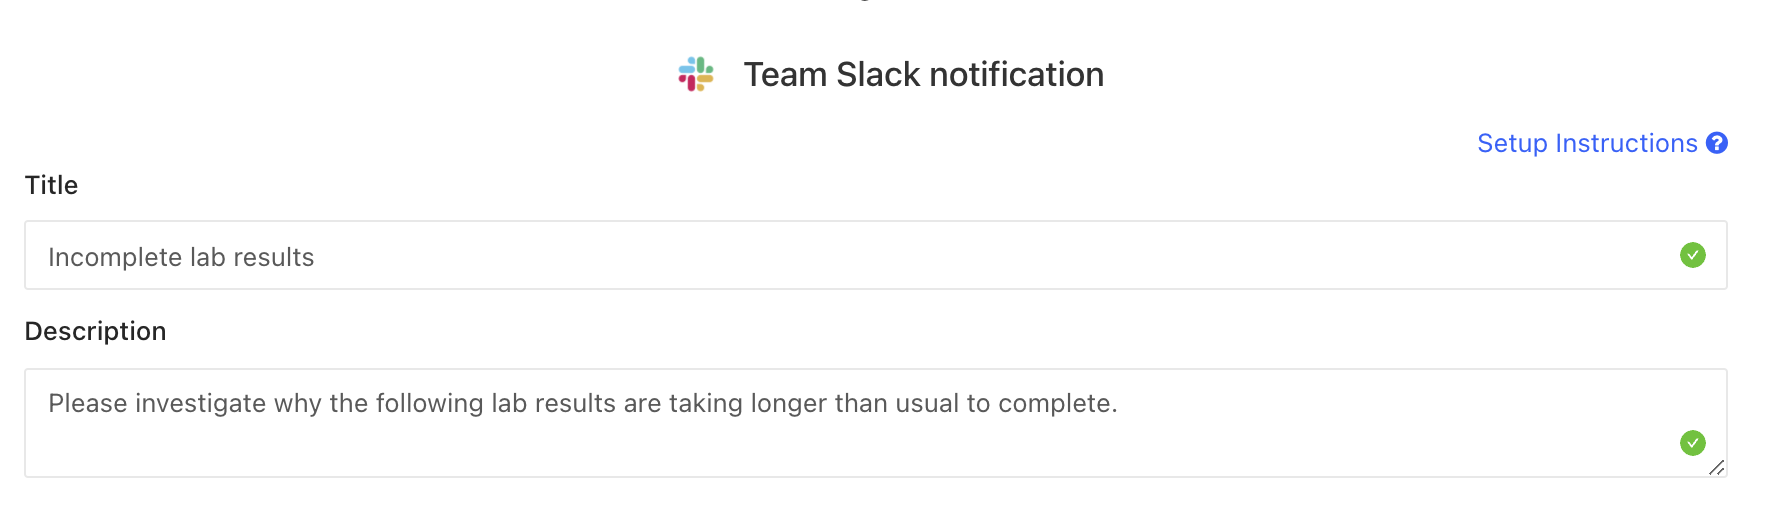 Team Slack notification
Setup Instructions ?
Title
Incomplete lab results
Description
Please investigate why the following lab results are taking longer than usual to complete.